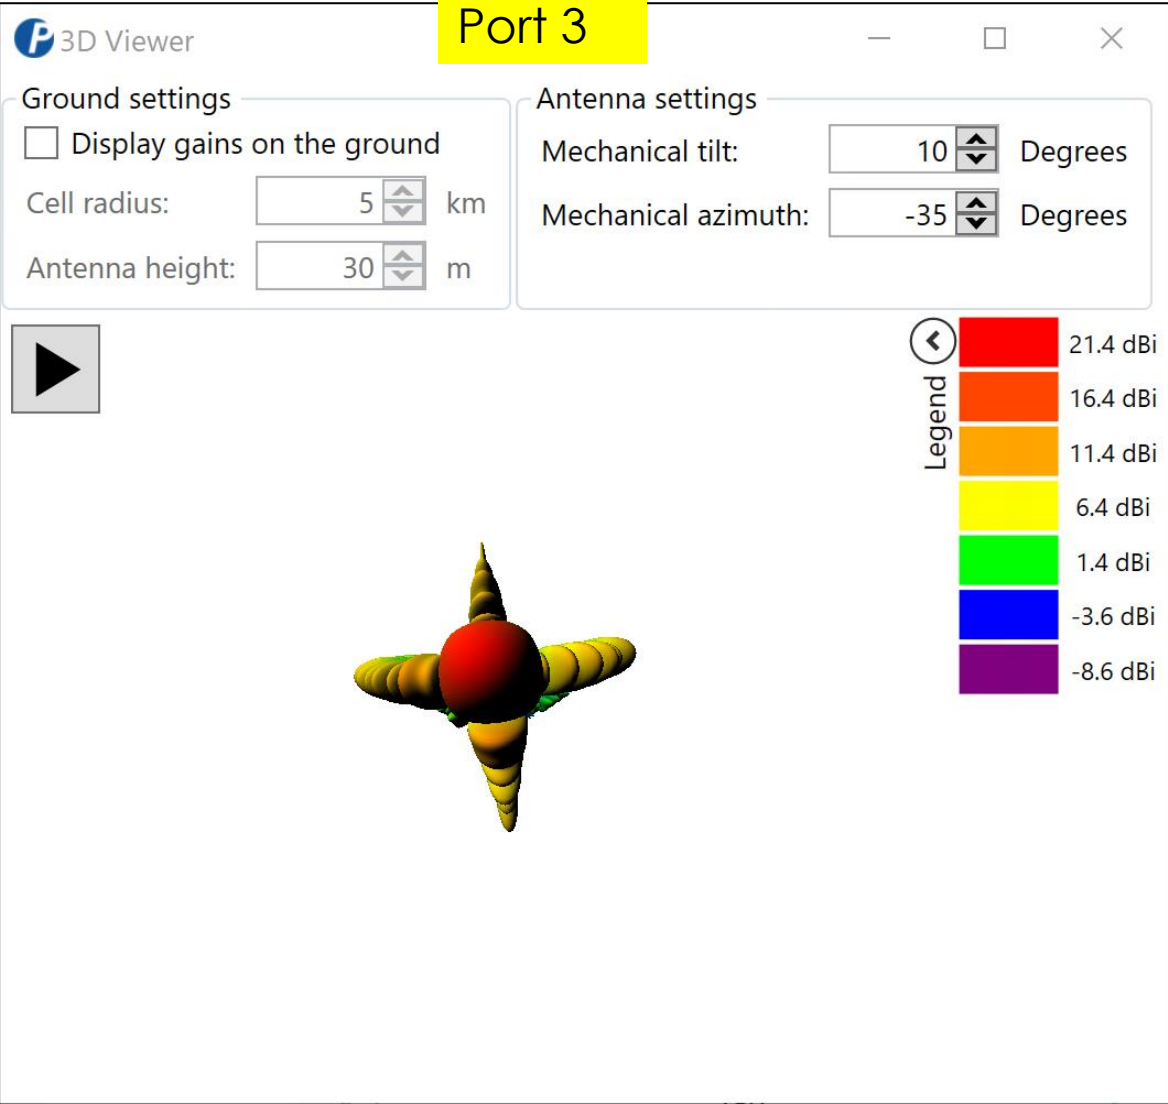 Port 3
3D Viewer
Ground settings
Display gains on the ground
Cell radius: 5 km
Antenna height: 30 m
Antenna settings
Mechanical tilt: 10 Degrees
Mechanical azimuth: -35 Degrees
Legend
21.4 dBi
16.4 dBi
11.4 dBi
6.4 dBi
1.4 dBi
-3.6 dBi
-8.6 dBi